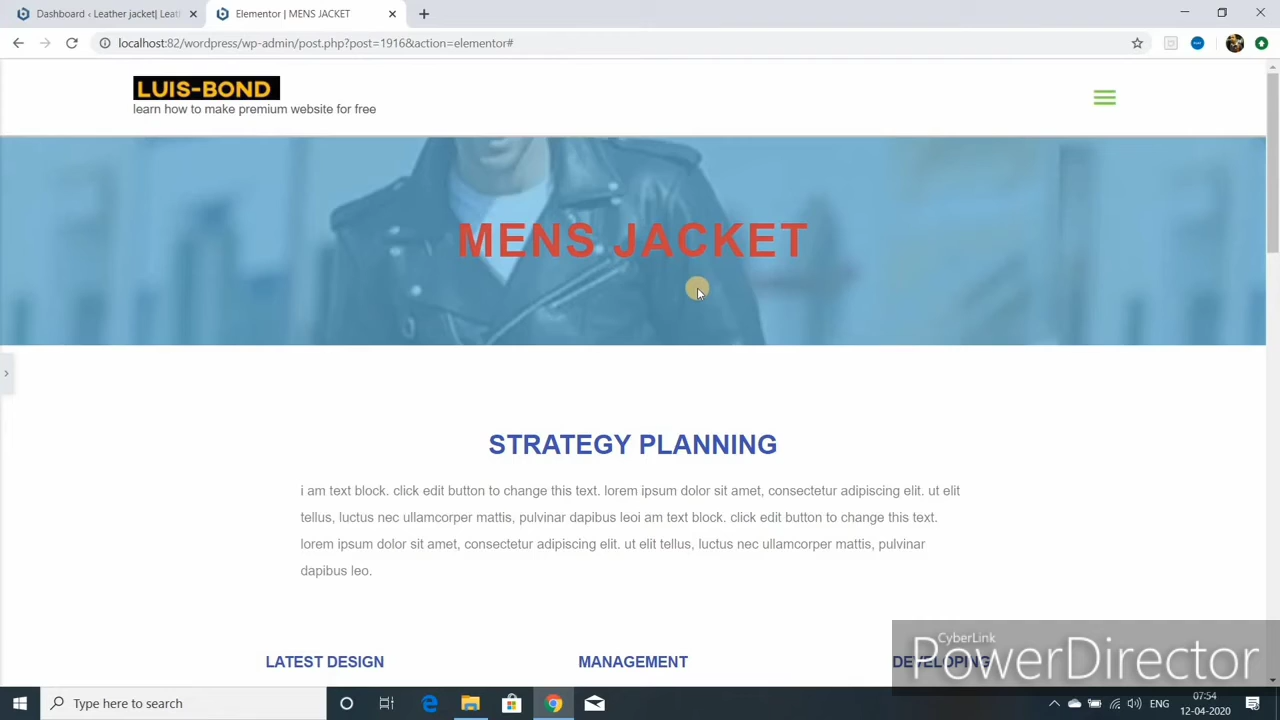 Dashboard ‹ Leather jacket| Leat
Elementor | MENS JACKET
localhost:82/wordpress/wp-admin/post.php?post=1916&action=elementor#
LUIS-BOND
learn how to make premium website for free
MENS JACKET
STRATEGY PLANNING
i am text block. click edit button to change this text. lorem ipsum dolor sit amet, consectetur adipiscing elit. ut elit
tellus, luctus nec ullamcorper mattis, pulvinar dapibus leoi am text block. click edit button to change this text.
lorem ipsum dolor sit amet, consectetur adipiscing elit. ut elit tellus, luctus nec ullamcorper mattis, pulvinar
dapibus leo.
LATEST DESIGN
MANAGEMENT
DEVELOPING
CyberLink
PowerDirector
Type here to search
ENG
07:54
12-04-2020